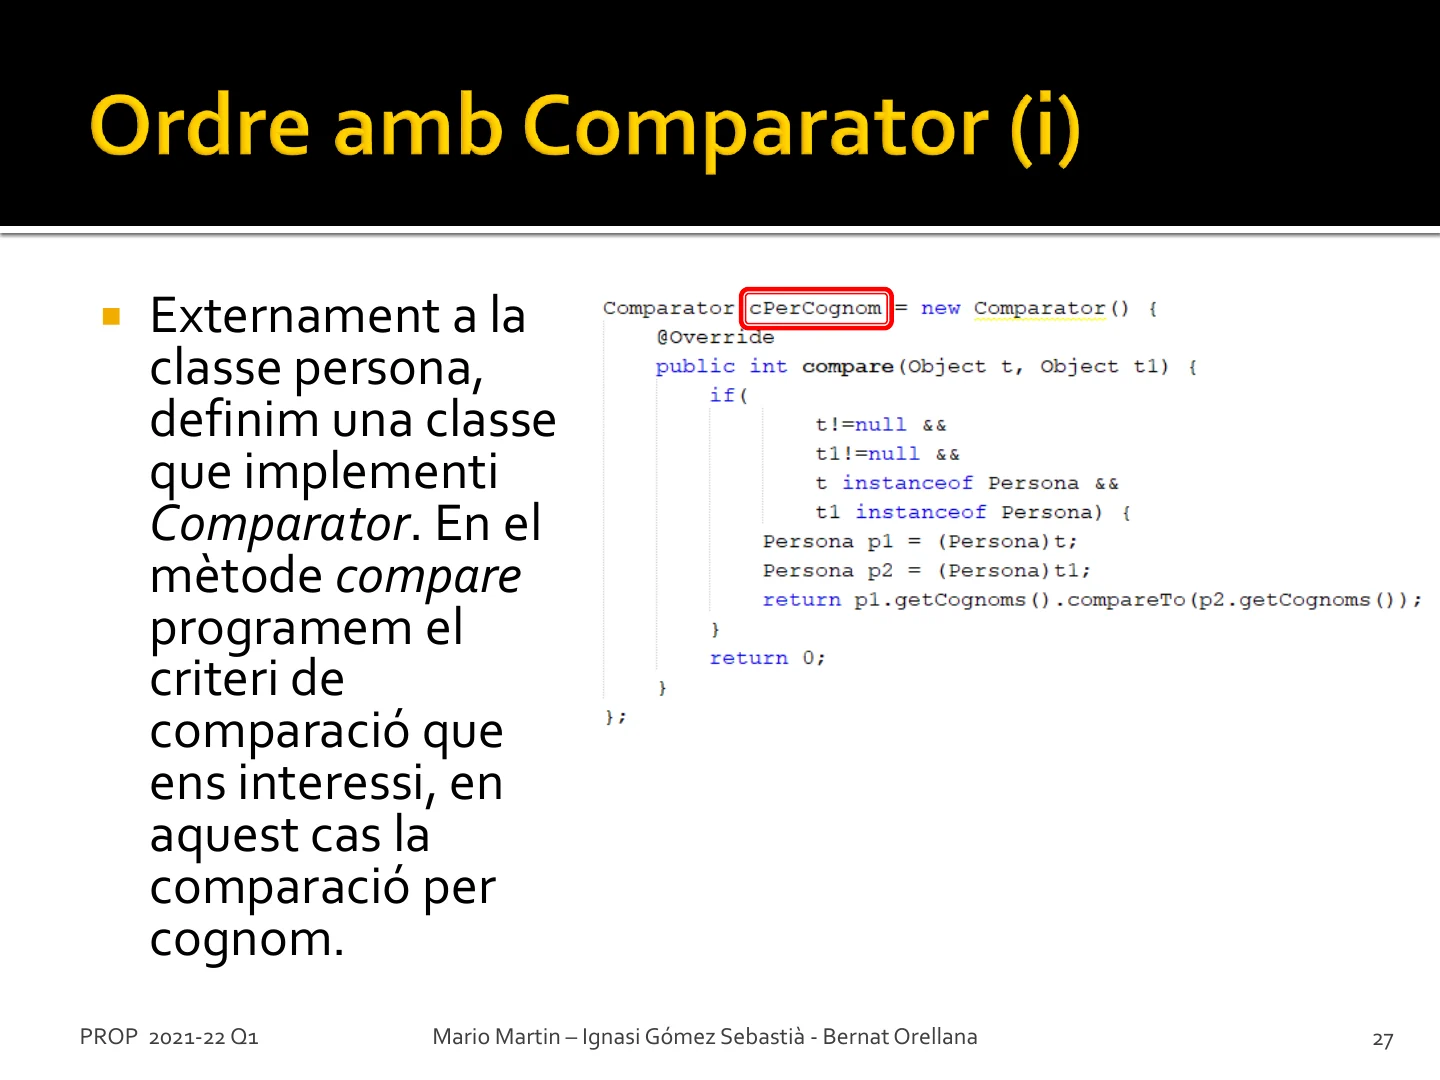 Ordre amb Comparator (i)
Externament a la
classe persona,
definim una classe
que implementi
Comparator. En el
mètode compare
programem el
criteri de
comparació que
ens interessi, en
aquest cas la
comparació per
cognom.
Comparator cPerCognom = new Comparator() {
@Override
public int compare(Object t, Object t1) {
if(
t!=null &&
t1!=null &&
t instanceof Persona &&
t1 instanceof Persona) {
Persona p1 = (Persona)t;
Persona p2 = (Persona)t1;
return p1.getCognoms().compareTo(p2.getCognoms());
}
return 0;
}
};
PROP 2021-22 Q1
Mario Martin – Ignasi Gómez Sebastià - Bernat Orellana
27